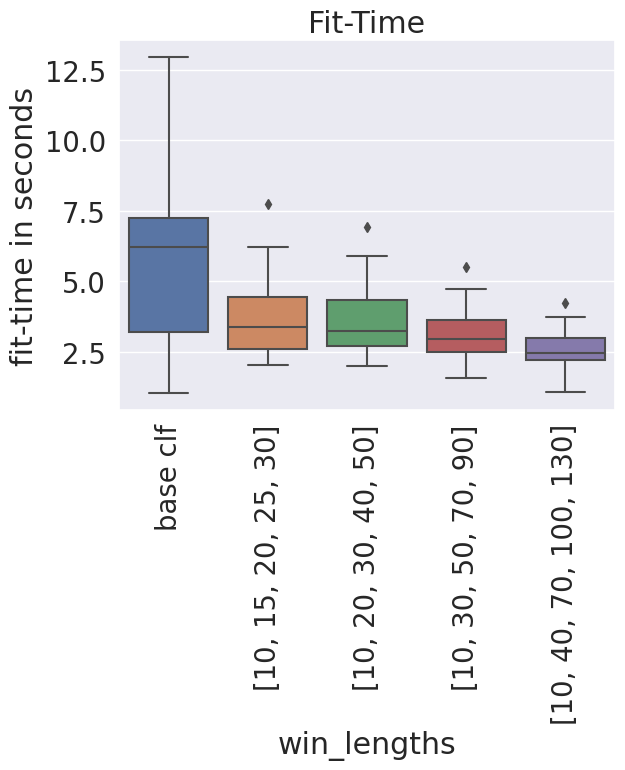 Fit-Time
fit-time in seconds
12.5
10.0
7.5
5.0
2.5
base clf
[10, 15, 20, 25, 30]
[10, 20, 30, 40, 50]
[10, 30, 50, 70, 90]
[10, 40, 70, 100, 130]
win_lengths